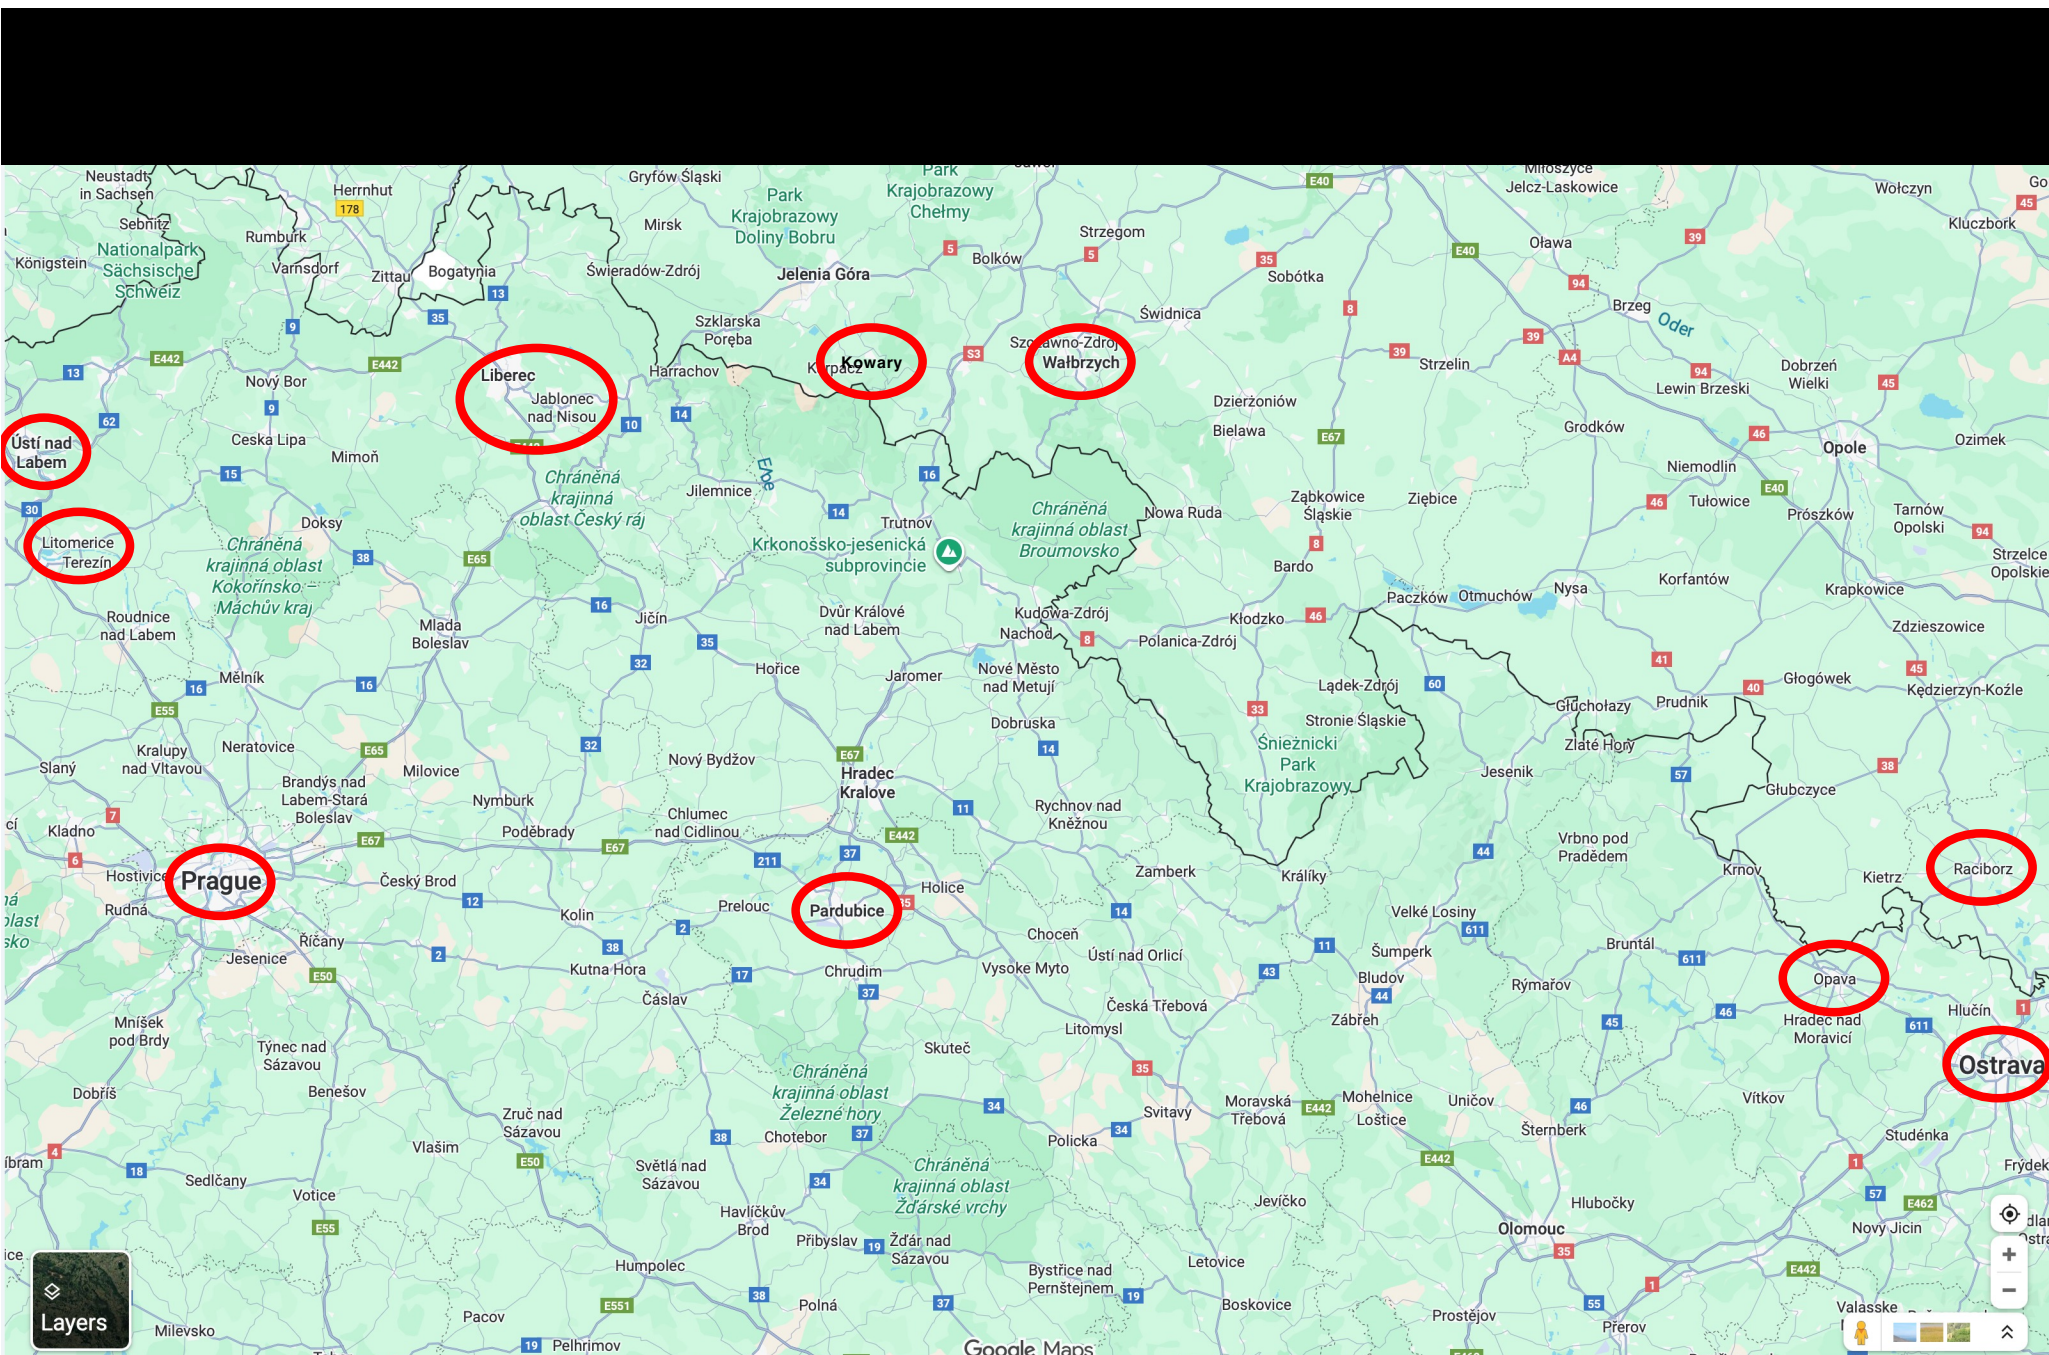 Park
Krajobrazowy
Chełmy
Miłoszyce
Jelcz-Laskowice
Neustadt
in Sachsen
Herrnhut
178
Gryfów Śląski
Park
Krajobrazowy
Doliny Bobru
E40
Wołczyn
Go
45
Kluczbork
Sebnitz
Rumburk
Mirsk
Strzegom
39
Nationalpark
Sächsische
Schweiz
Königstein
Varnsdorf
Zittau
Bogatynia
Świeradów-Zdrój
Jelenia Góra
5
Bolków
5
35
Sobótka
E40
Oława
94
13
35
9
Szklarska
Poręba
Świdnica
8
Brzeg
Oder
E442
13
E442
Liberec
Harrachov
Kowary
S3
Szczawno-Zdrój
Wałbrzych
39
Strzelin
39
A4
94
Lewin Brzeski
Dobrzeń
Wielki
45
Nový Bor
9
Jablonec
nad Nisou
10
14
Dzierżoniów
Bielawa
E67
Grodków
46
Opole
Ozimek
Ústí nad
Labem
62
Ceska Lipa
Mimoň
15
Chráněná
krajinná
oblast Český ráj
Jilemnice
Elbe
16
Niemodlin
46
Tułowice
E40
Prószków
30
Doksy
14
Trutnov
Chráněná
krajinná oblast
Broumovsko
Nowa Ruda
Ząbkowice
Śląskie
Ziębice
Tarnów
Opolski
94
Litomerice
Terezín
Chráněná
krajinná oblast
Kokořínsko –
Máchův kraj
38
E65
Krkonošsko-jesenická
subprovincie
8
Bardo
Strzelce
Opolskie
Roudnice
nad Labem
16
Jičín
Dvůr Králové
nad Labem
Kudowa-Zdrój
Nachod
8
Kłodzko
46
Paczków
Otmuchów
Nysa
Korfantów
Krapkowice
Mlada
Boleslav
35
Polanica-Zdrój
Zdzieszowice
Mělník
16
16
32
Hořice
Jaromer
Nové Město
nad Metují
Lądek-Zdrój
60
41
45
Głogówek
40
Kędzierzyn-Koźle
E55
Dobruska
33
Stronie Śląskie
Głuchołazy
Prudnik
Kralupy
nad Vltavou
Neratovice
E65
32
Nový Bydžov
E67
14
Śnieżnicki
Park
Krajobrazowy
Zlaté Hory
57
38
Slaný
Brandýs nad
Labem-Stará
Boleslav
Milovice
Hradec
Kralove
Jesenik
Głubczyce
Nymburk
11
Rychnov nad
Kněžnou
7
Kladno
E67
Poděbrady
E67
Chlumec
nad Cidlinou
E442
Vrbno pod
Pradědem
6
Hostivice
Prague
Český Brod
211
37
44
Krnov
Kietrz
Raciborz
Rudná
12
Kolin
Prelouc
Pardubice
Holice
Zamberk
Králíky
14
Velké Losiny
Říčany
2
38
2
Choceň
11
Šumperk
611
Bruntál
611
Jesenice
E50
Kutna Hora
17
Chrudim
Vysoke Myto
Ústí nad Orlicí
43
Bludov
44
Rýmařov
Opava
Čáslav
37
Česká Třebová
Zábřeh
45
46
Hradec nad
Moravicí
Hlučín
1
Mníšek
pod Brdy
Týnec nad
Sázavou
Skuteč
Litomysl
611
Ostrava
Dobříš
Benešov
Chráněná
krajinná oblast
Železné hory
34
35
Svitavy
Moravská
Třebová
E442
Mohelnice
Loštice
Uničov
46
Vítkov
Zruč nad
Sázavou
38
Chotebor
37
Policka
34
Šternberk
Studénka
4
18
Vlašim
E50
Světlá nad
Sázavou
34
Chráněná
krajinná oblast
Žďárské vrchy
E442
1
Frýdek
Sedlčany
Votice
Jevíčko
Hlubočky
57
E462
E55
Havlíčkův
Brod
Přibyslav
19
Žďár nad
Sázavou
Olomouc
35
Nový Jicin
Humpolec
Bystřice nad
Pernštejnem
Letovice
E442
Layers
E551
38
Polná
37
19
Boskovice
1
Pacov
Prostějov
55
Přerov
Valasske
Milevsko
19
Pelhrimov
Google Maps